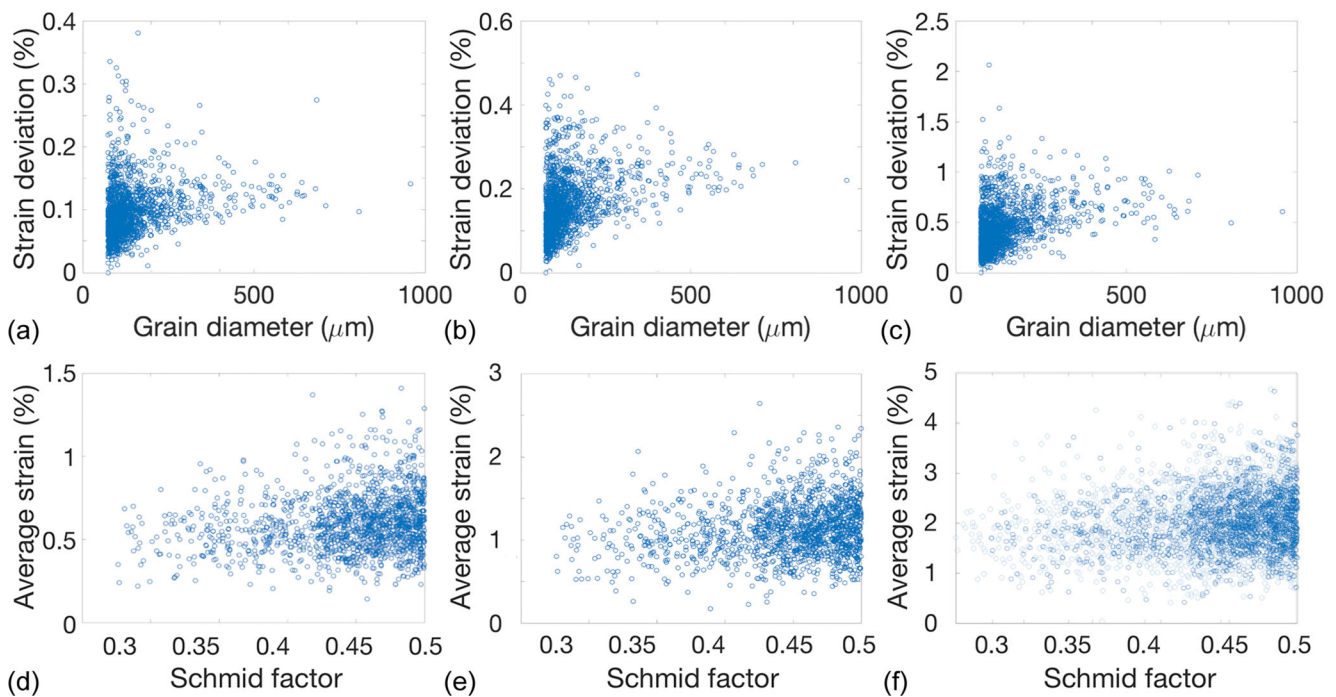 0.4
0.3
0.2
0.1
0
Strain deviation (%)
0
500
1000
Grain diameter (μm)
(a)
0.6
0.4
0.2
0
Strain deviation (%)
0
500
1000
Grain diameter (μm)
(b)
2.5
2
1.5
1
0.5
0
Strain deviation (%)
0
500
1000
Grain diameter (μm)
(c)
1.5
1
0.5
0
Average strain (%)
0.3
0.35
0.4
0.45
0.5
Schmid factor
(d)
3
2
1
0
Average strain (%)
0.3
0.35
0.4
0.45
0.5
Schmid factor
(e)
5
4
3
2
1
0
Average strain (%)
0.3
0.35
0.4
0.45
0.5
Schmid factor
(f)